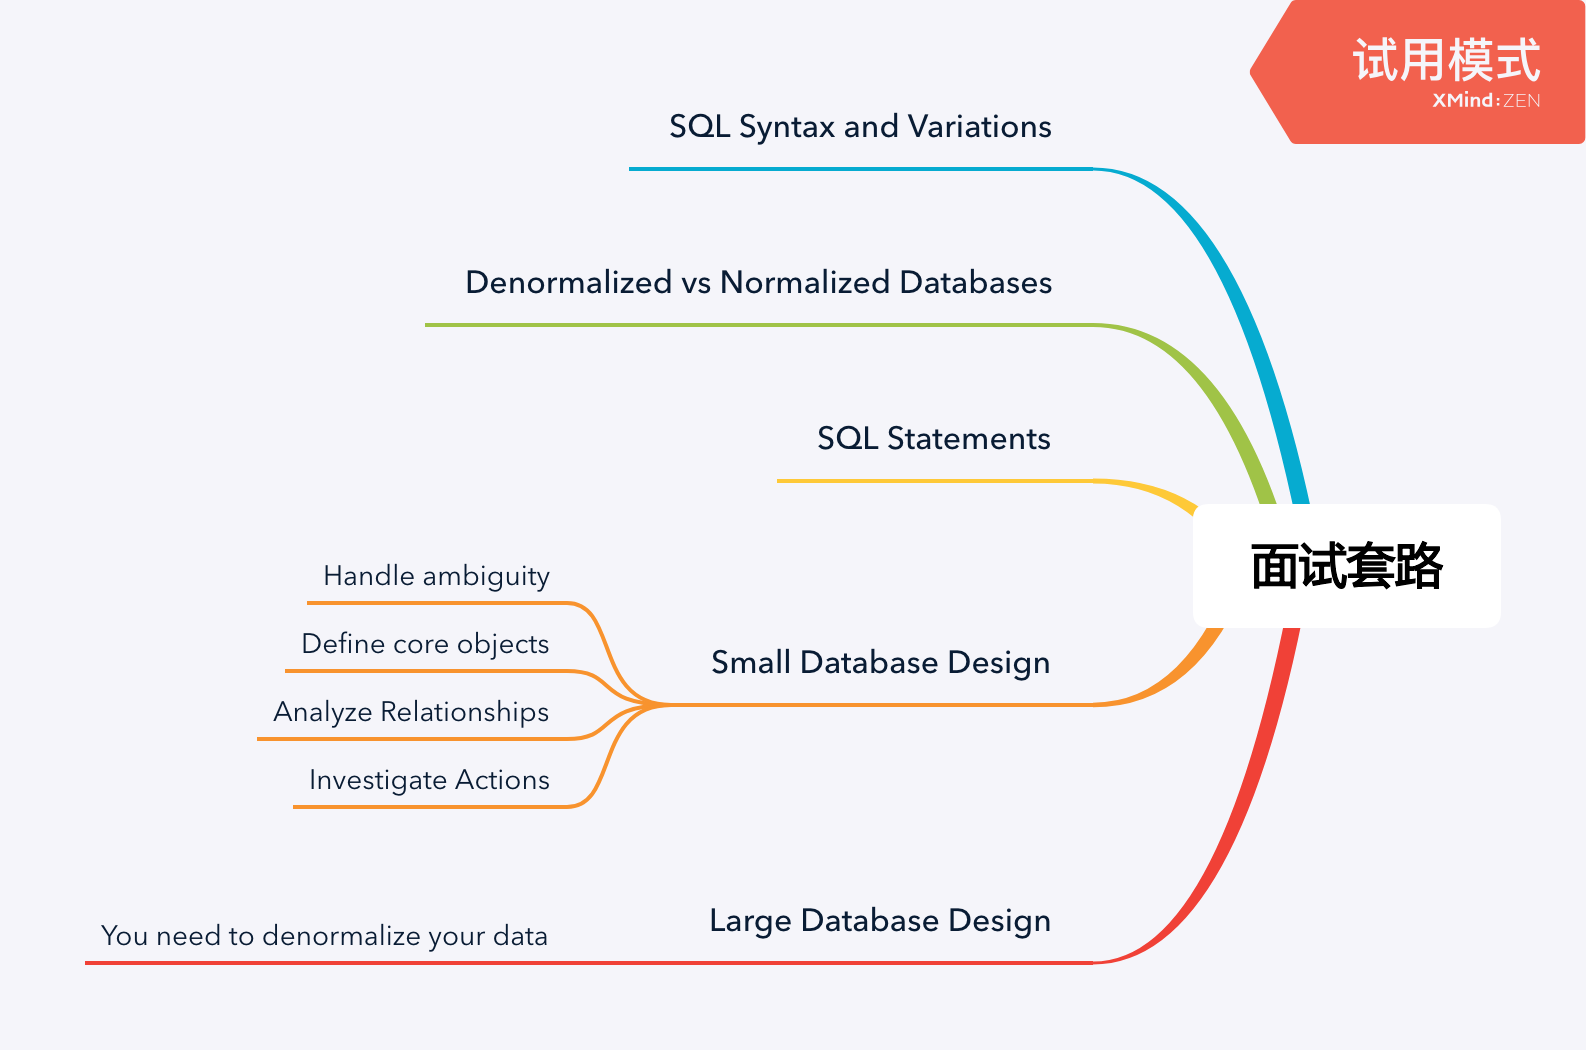 试用模式
XMind:ZEN
SQL Syntax and Variations
Denormalized vs Normalized Databases
SQL Statements
面试套路
Handle ambiguity
Define core objects
Small Database Design
Analyze Relationships
Investigate Actions
Large Database Design
You need to denormalize your data